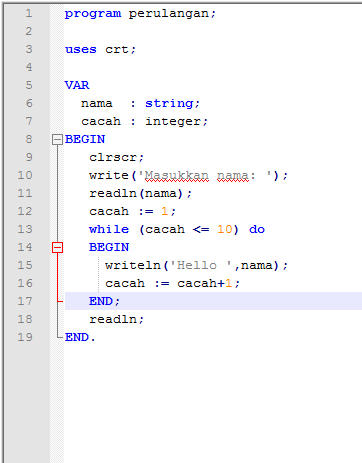 1 program perulangan;
2
3 uses crt;
4
5 VAR
6 nama : string;
7 cacah : integer;
8 BEGIN
9 clrscr;
10 write('Masukkan nama: ');
11 readln(nama);
12 cacah := 1;
13 while (cacah <= 10) do
14 BEGIN
15 writeln('Hello ',nama);
16 cacah := cacah+1;
17 END;
18 readln;
19 END.